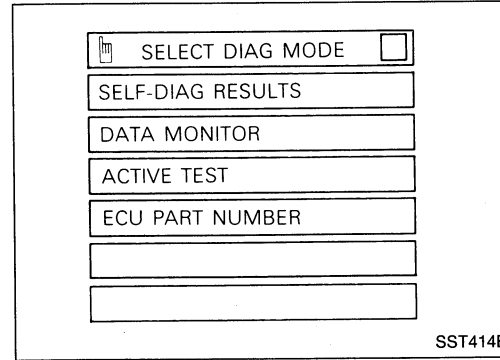 SELECT DIAG MODE
SELF-DIAG RESULTS
DATA MONITOR
ACTIVE TEST
ECU PART NUMBER